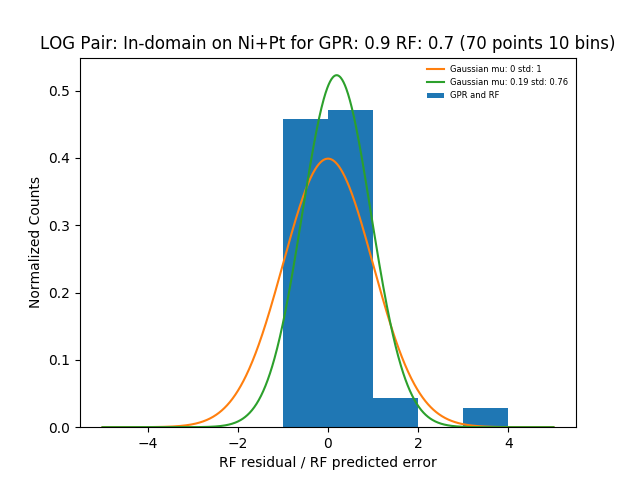 LOG Pair: In-domain on Ni+Pt for GPR: 0.9 RF: 0.7 (70 points 10 bins)
Gaussian mu: 0 std: 1
Gaussian mu: 0.19 std: 0.76
GPR and RF
Normalized Counts
0.5
0.4
0.3
0.2
0.1
0.0
−4
−2
0
2
4
RF residual / RF predicted error